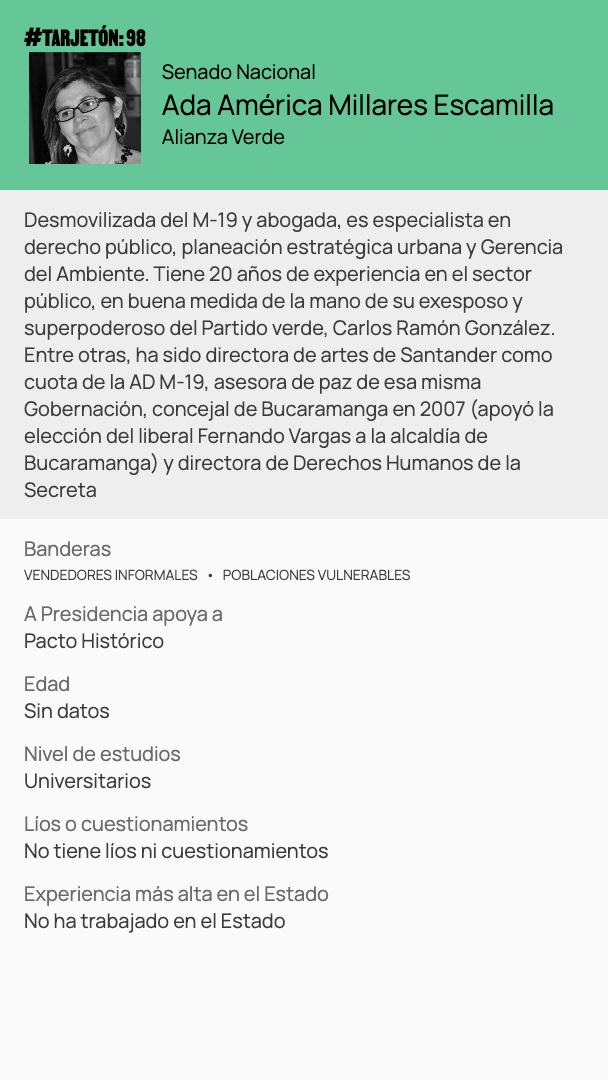 #TARJETÓN: 98
Senado Nacional
Ada América Millares Escamilla
Alianza Verde
Desmovilizada del M-19 y abogada, es especialista en
derecho público, planeación estratégica urbana y Gerencia
del Ambiente. Tiene 20 años de experiencia en el sector
público, en buena medida de la mano de su exesposo y
superpoderoso del Partido verde, Carlos Ramón González.
Entre otras, ha sido directora de artes de Santander como
cuota de la AD M-19, asesora de paz de esa misma
Gobernación, concejal de Bucaramanga en 2007 (apoyó la
elección del liberal Fernando Vargas a la alcaldía de
Bucaramanga) y directora de Derechos Humanos de la
Secreta
Banderas
VENDEDORES INFORMALES • POBLACIONES VULNERABLES
A Presidencia apoya a
Pacto Histórico
Edad
Sin datos
Nivel de estudios
Universitarios
Líos o cuestionamientos
No tiene líos ni cuestionamientos
Experiencia más alta en el Estado
No ha trabajado en el Estado